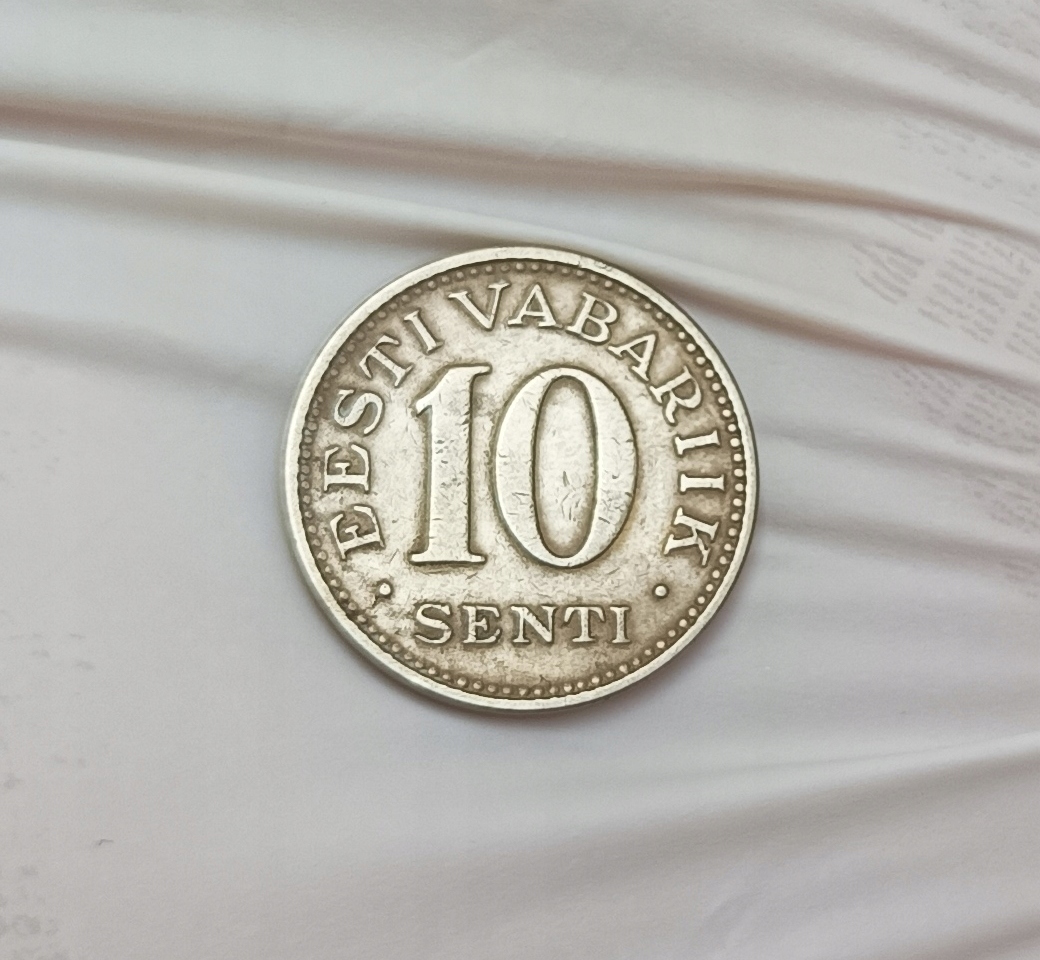 EESTI VABARIIK
10
• SENTI •